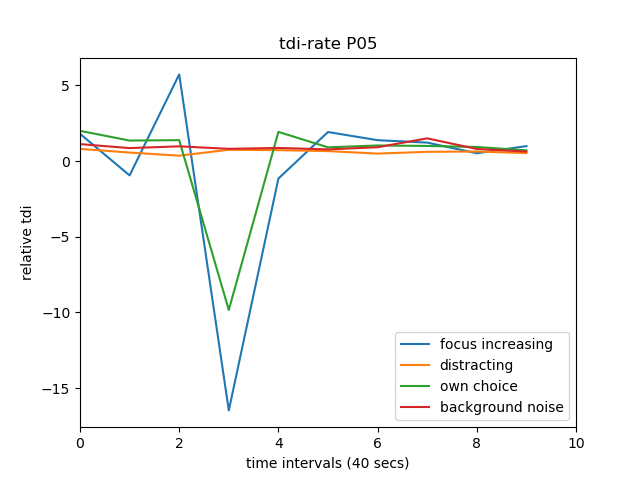 tdi-rate P05
relative tdi
5
0
−5
−10
−15
0 2 4 6 8 10
time intervals (40 secs)
focus increasing
distracting
own choice
background noise